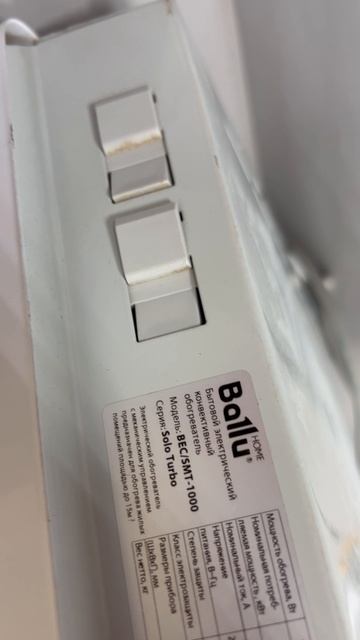 Ballu®
HOME
Бытовой электрический
конвективный
обогреватель
Модель: BEC/SMT-1000
Серия: Solo Turbo
Электрический обогреватель
с механическим управлением
предназначен для обогрева жилых
помещений площадью до 15м²
Мощность обогрева, Вт
Номинальная потреб-
ляемая мощность, кВт
Номинальный ток, А
Напряжение
питания, В~Гц
Степень защиты
Класс электрозащиты
Размеры прибора
(ШхВхГ), мм
Вес нетто, кг